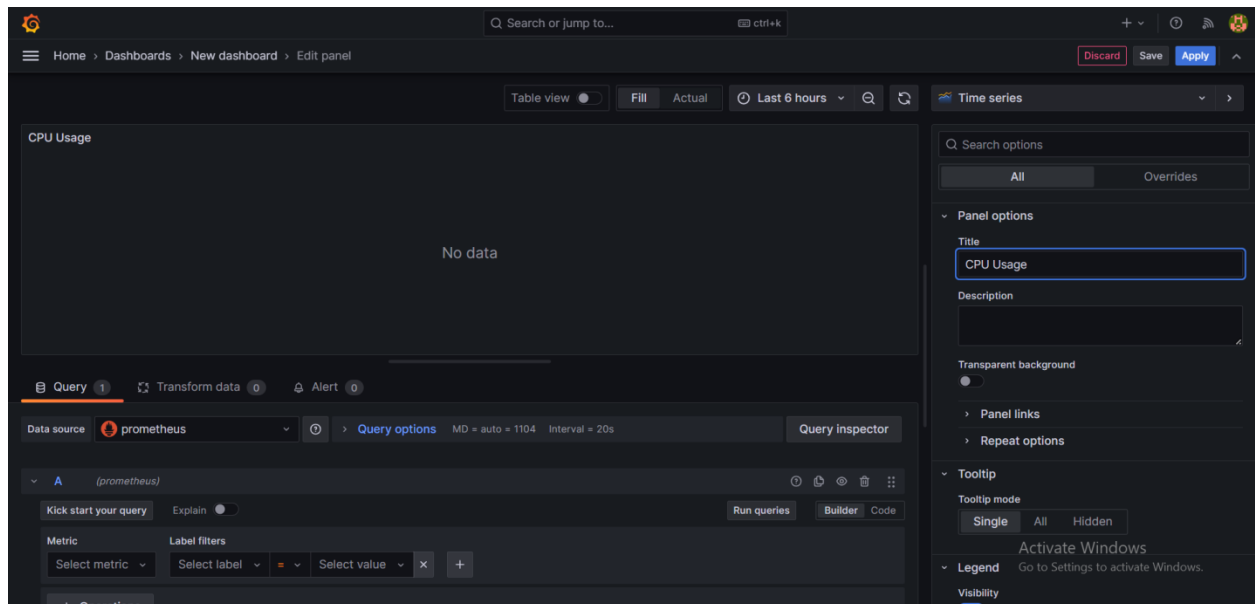 Search or jump to... ctrl+k
Home › Dashboards › New dashboard › Edit panel Discard Save Apply
Table view Fill Actual Last 6 hours Time series
CPU Usage
No data
Search options
All Overrides
Panel options
Title
CPU Usage
Description
Transparent background
Panel links
Repeat options
Tooltip
Tooltip mode
Single All Hidden
Activate Windows
Legend Go to Settings to activate Windows.
Visibility
Query 1 Transform data 0 Alert 0
Data source prometheus Query options MD = auto = 1104 Interval = 20s Query inspector
A (prometheus)
Kick start your query Explain Run queries Builder Code
Metric Label filters
Select metric Select label = Select value